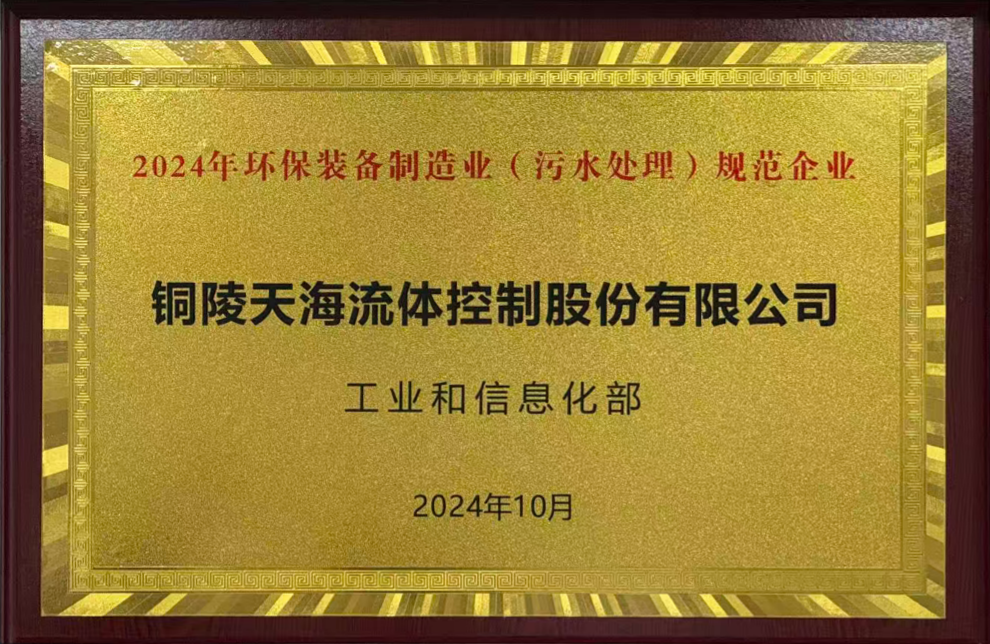 2024年环保装备制造业（污水处理）规范企业
铜陵天海流体控制股份有限公司
工业和信息化部
2024年10月